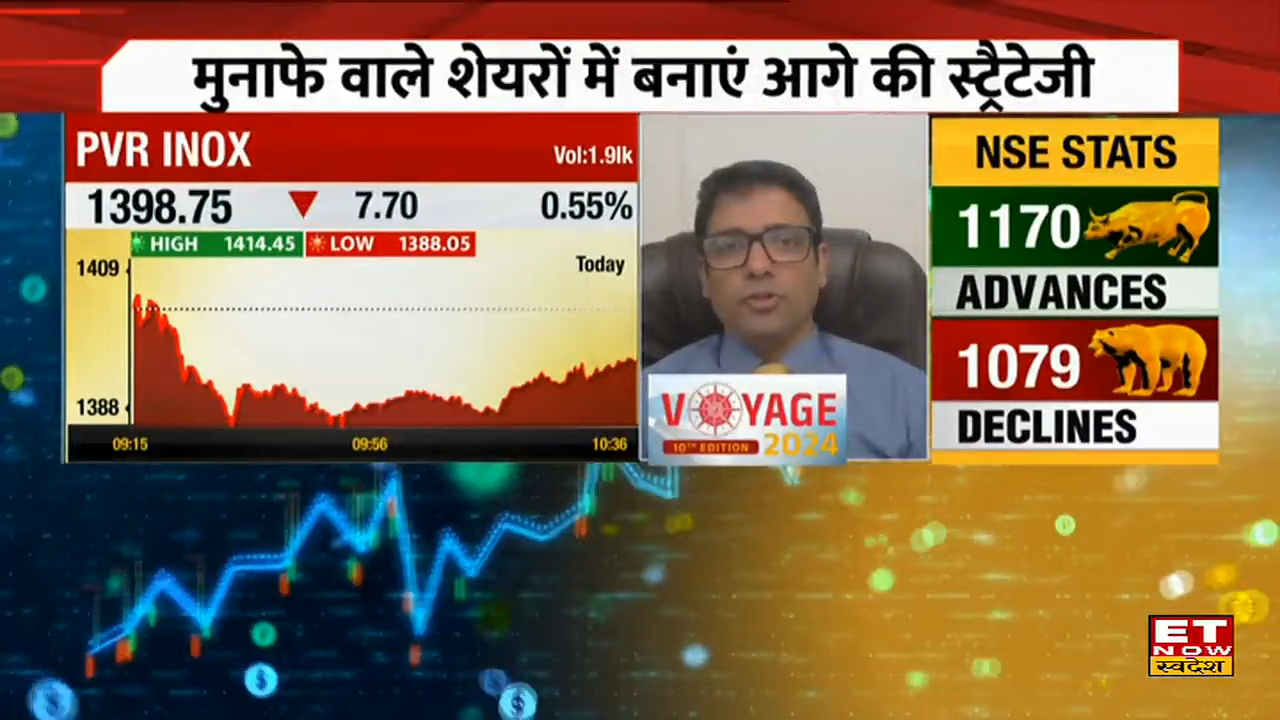 मुनाफे वाले शेयरों में बनाएं आगे की स्ट्रैटेजी
PVR INOX
Vol:1.9lk
1398.75 7.70 0.55%
HIGH 1414.45 LOW 1388.05
Today
1409
1388
09:15 09:56 10:36
VOYAGE
10TH EDITION 2024
NSE STATS
1170
ADVANCES
1079
DECLINES
ET
NOW
स्वदेश